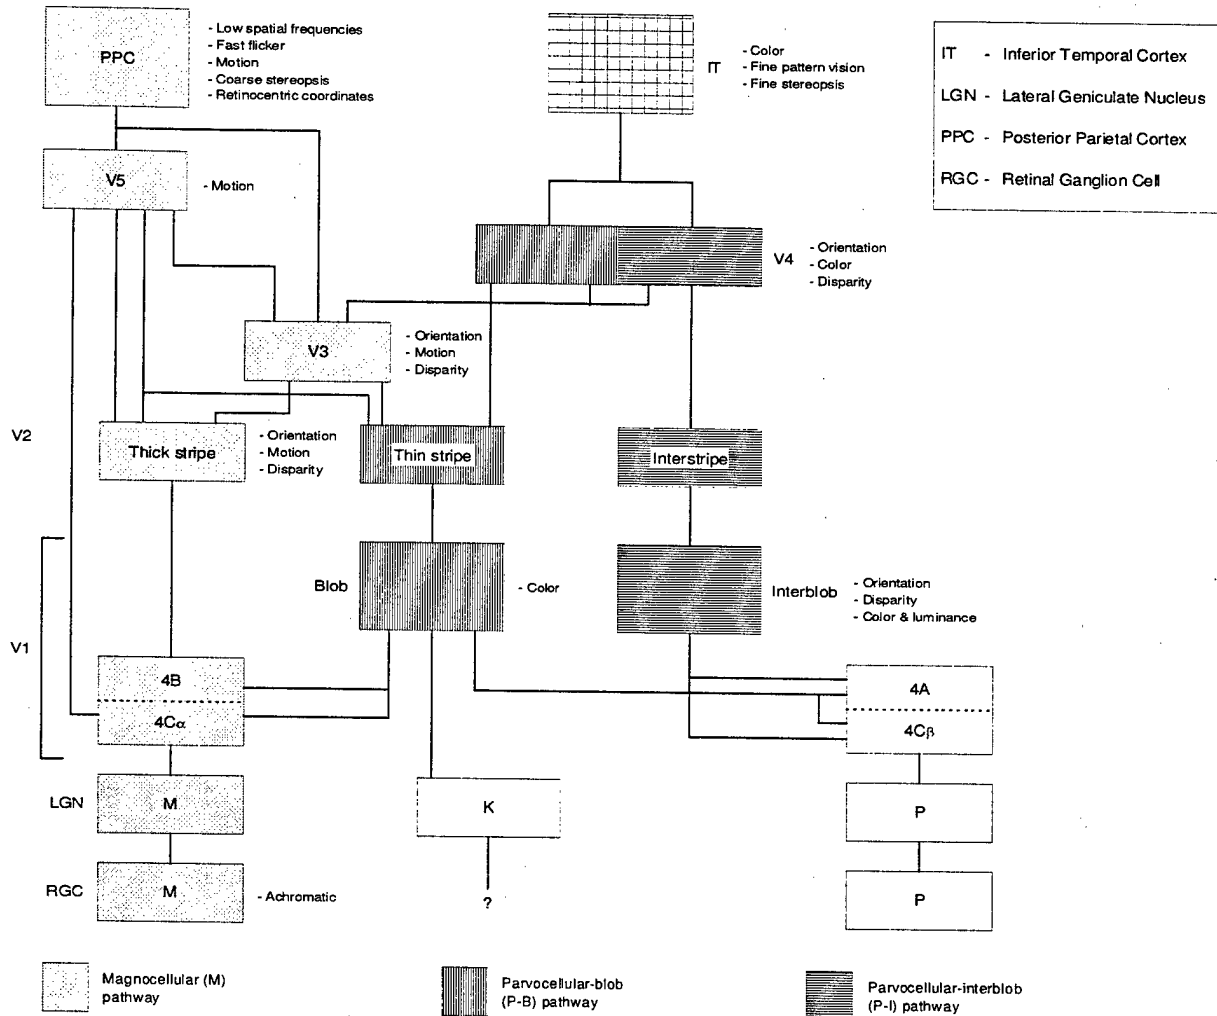 PPC
- Low spatial frequencies
- Fast flicker
- Motion
- Coarse stereopsis
- Retinocentric coordinates
IT
- Color
- Fine pattern vision
- Fine stereopsis
IT - Inferior Temporal Cortex
LGN - Lateral Geniculate Nucleus
PPC - Posterior Parietal Cortex
RGC - Retinal Ganglion Cell
V5
- Motion
V4
- Orientation
- Color
- Disparity
V3
- Orientation
- Motion
- Disparity
V2
Thick stripe
- Orientation
- Motion
- Disparity
Thin stripe
Interstripe
V1
Blob
- Color
Interblob
- Orientation
- Disparity
- Color & luminance
4B
4Cα
4A
4Cβ
LGN
M
K
P
RGC
M
- Achromatic
?
P
Magnocellular (M)
pathway
Parvocellular-blob
(P-B) pathway
Parvocellular-interblob
(P-I) pathway